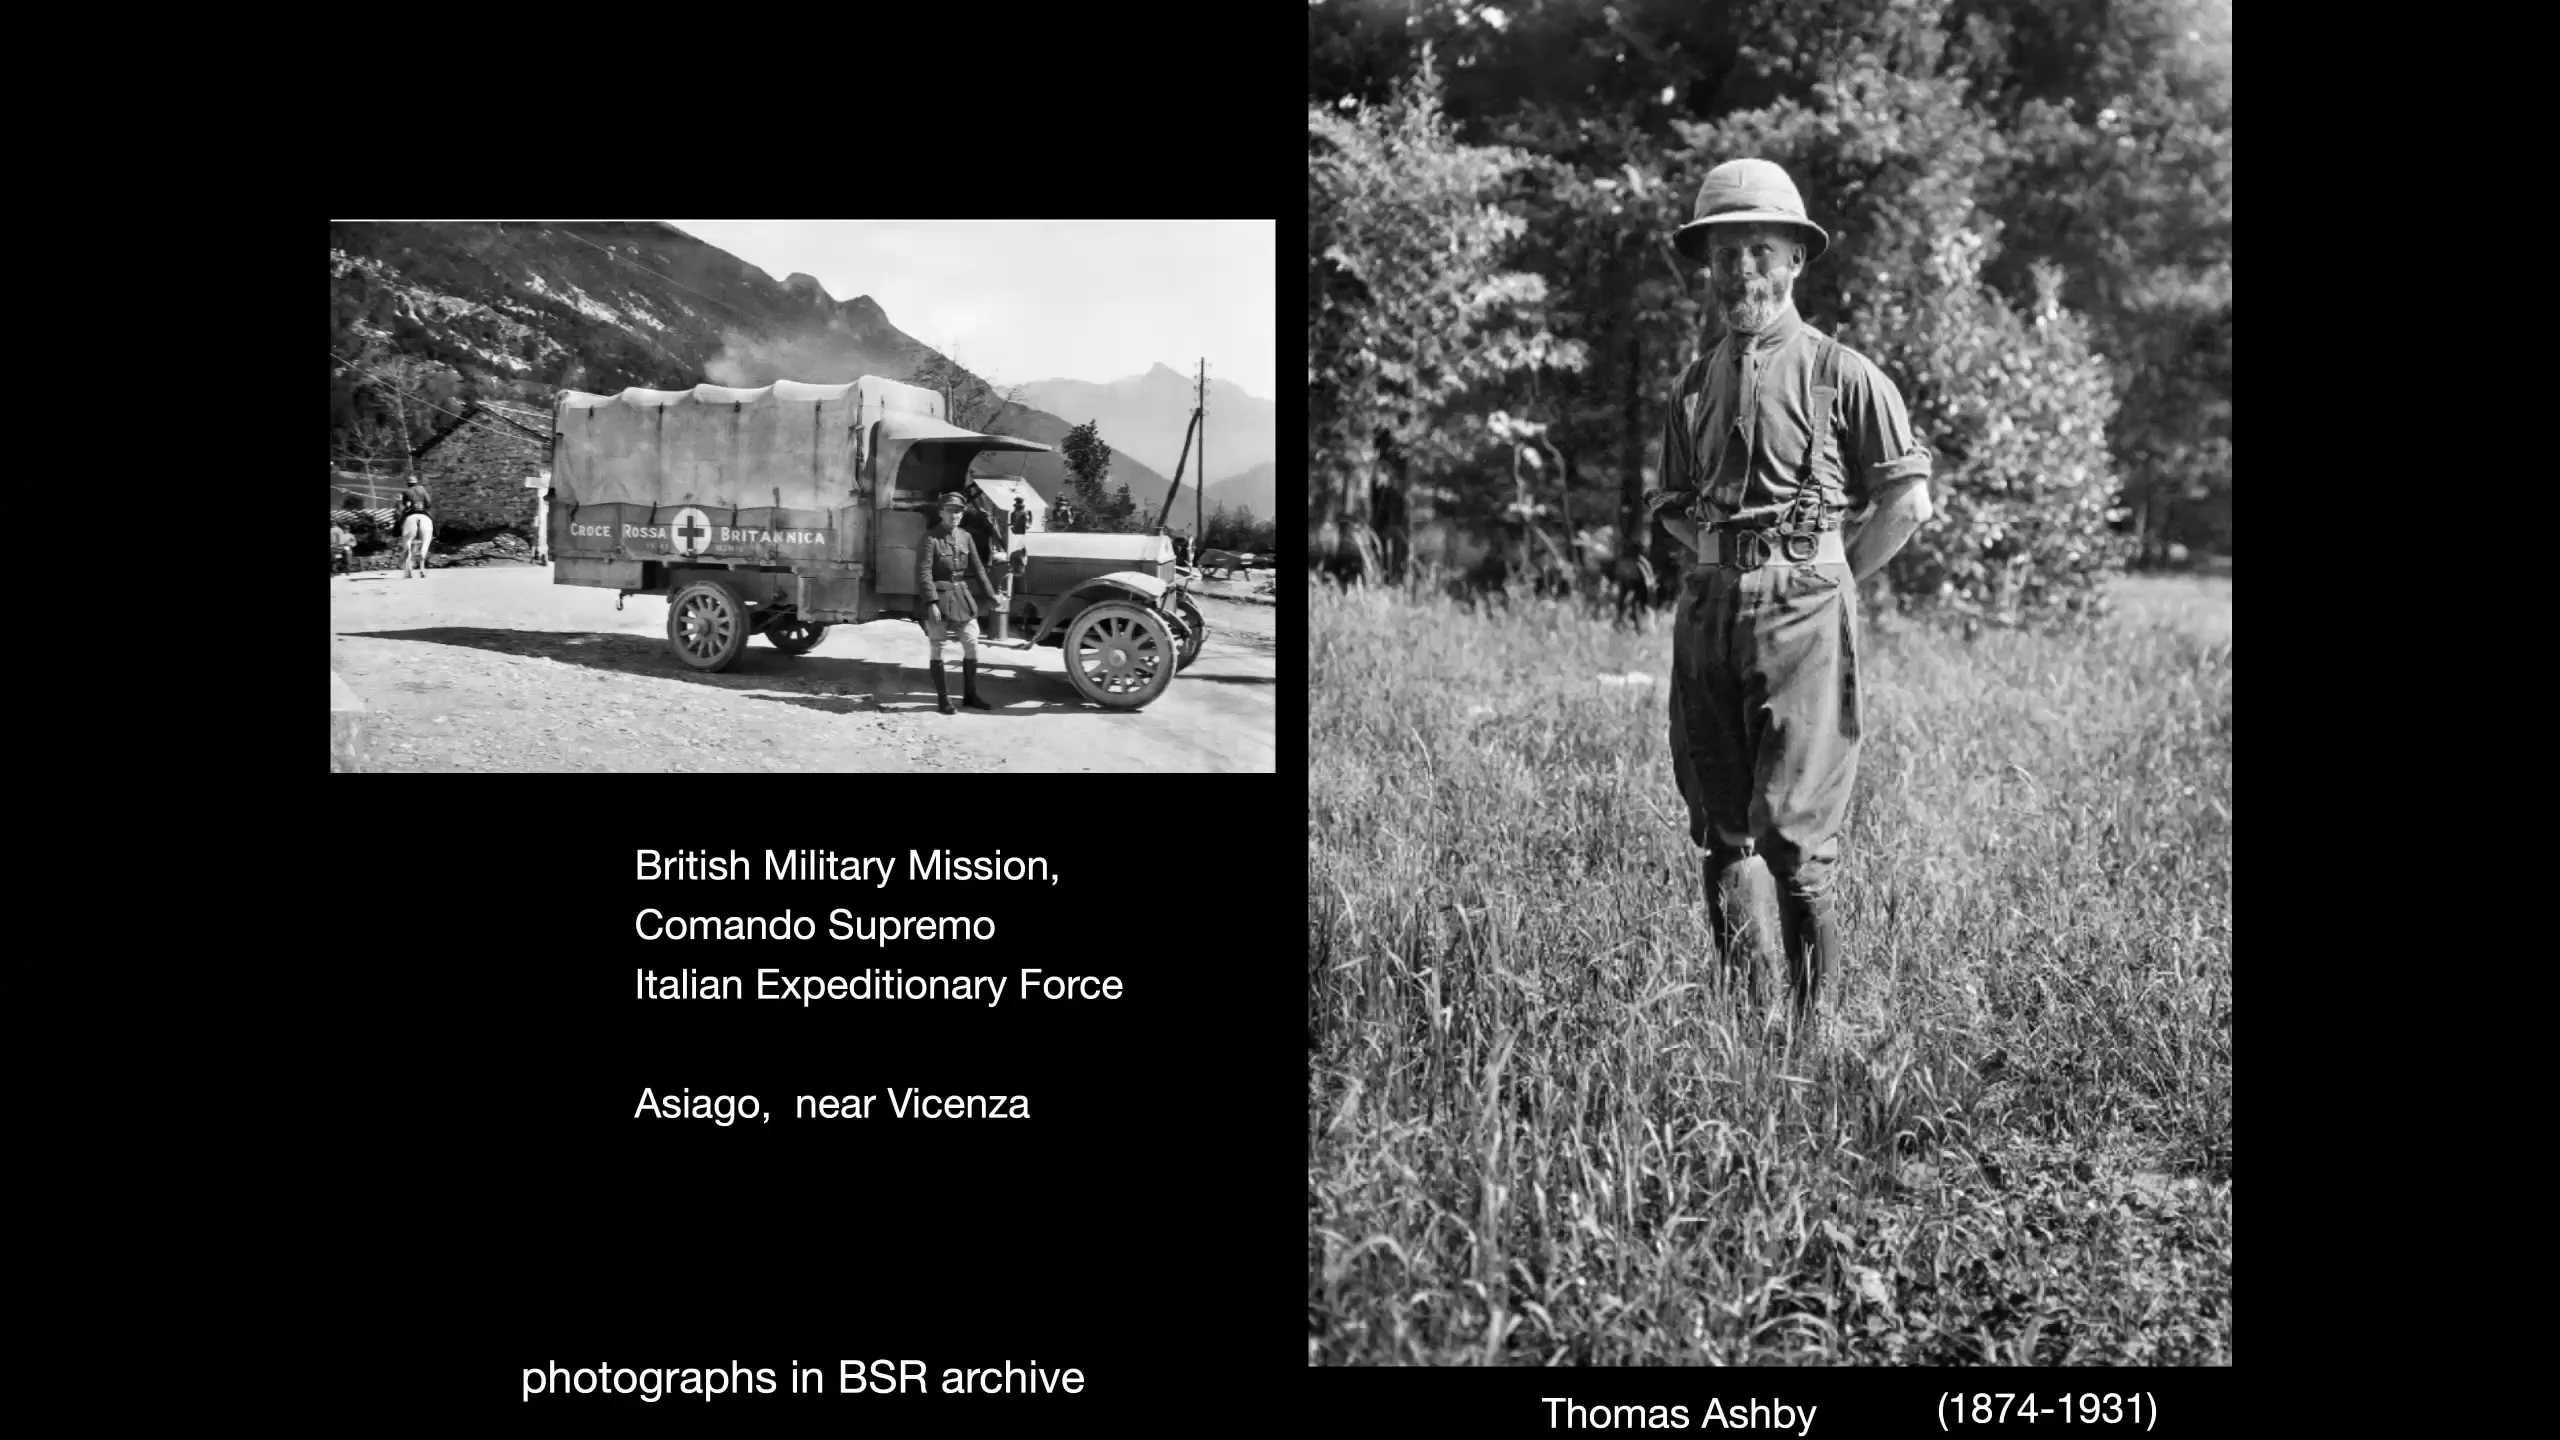 CROCE ROSSA BRITANNICA
British Military Mission,
Comando Supremo
Italian Expeditionary Force
Asiago, near Vicenza
photographs in BSR archive
Thomas Ashby (1874-1931)